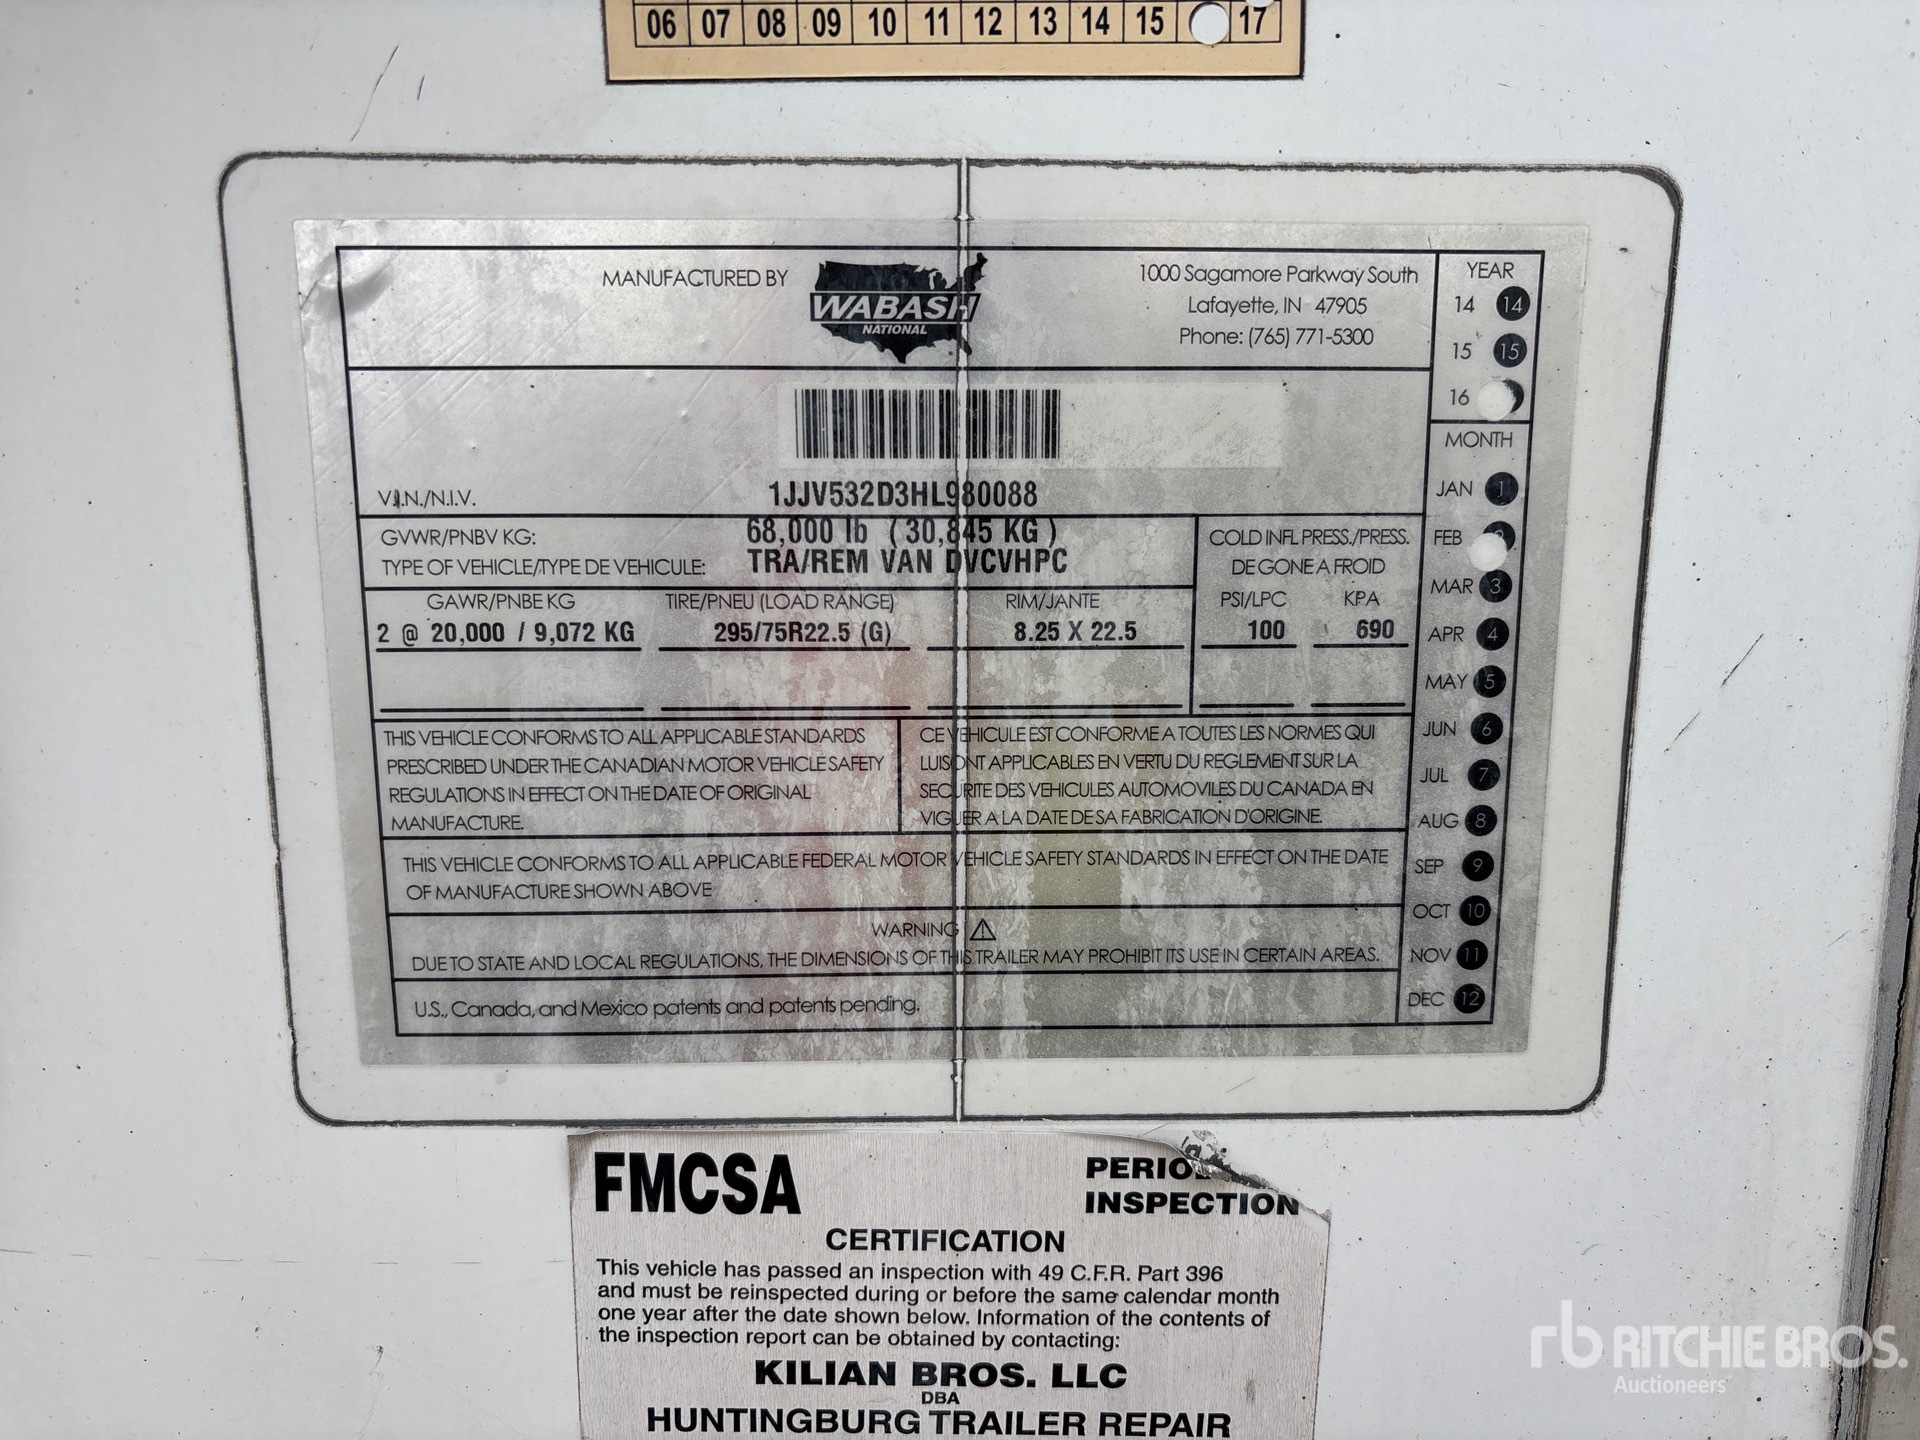 06 07 08 09 10 11 12 13 14 15 17
MANUFACTURED BY
WABASH
NATIONAL
1000 Sagamore Parkway South
Lafayette, IN 47905
Phone: (765) 771-5300
YEAR
14 14
15 15
16
V.I.N./N.I.V.
1JJV532D3HL980088
GVWR/PNBV KG:
68,000 lb (30,845 KG)
TYPE OF VEHICLE/TYPE DE VEHICULE:
TRA/REM VAN DVCVHPC
COLD INFL PRESS./PRESS.
DE GONE A FROID
GAWR/PNBE KG
TIRE/PNEU (LOAD RANGE)
RIM/JANTE
PSI/LPC
KPA
2 @ 20,000 / 9,072 KG
295/75R22.5 (G)
8.25 X 22.5
100
690
MONTH
JAN 1
FEB
MAR 3
APR 4
MAY 5
JUN 6
JUL 7
AUG 8
SEP 9
OCT 10
NOV 11
DEC 12
THIS VEHICLE CONFORMS TO ALL APPLICABLE STANDARDS
PRESCRIBED UNDER THE CANADIAN MOTOR VEHICLE SAFETY
REGULATIONS IN EFFECT ON THE DATE OF ORIGINAL
MANUFACTURE.
CE VEHICULE EST CONFORME A TOUTES LES NORMES QUI
LUI SONT APPLICABLES EN VERTU DU REGLEMENT SUR LA
SECURITE DES VEHICULES AUTOMOVILES DU CANADA EN
VIGUER A LA DATE DE SA FABRICATION D'ORIGINE.
THIS VEHICLE CONFORMS TO ALL APPLICABLE FEDERAL MOTOR VEHICLE SAFETY STANDARDS IN EFFECT ON THE DATE
OF MANUFACTURE SHOWN ABOVE
WARNING
DUE TO STATE AND LOCAL REGULATIONS, THE DIMENSIONS OF THIS TRAILER MAY PROHIBIT ITS USE IN CERTAIN AREAS.
U.S., Canada, and Mexico patents and patents pending.
FMCSA
INSPECTION
CERTIFICATION
This vehicle has passed an inspection with 49 C.F.R. Part 396
and must be reinspected during or before the same calendar month
one year after the date shown below. Information of the contents of
the inspection report can be obtained by contacting:
KILIAN BROS. LLC
DBA
HUNTINGBURG TRAILER REPAIR
rb RITCHIE BROS.
Auctioneers